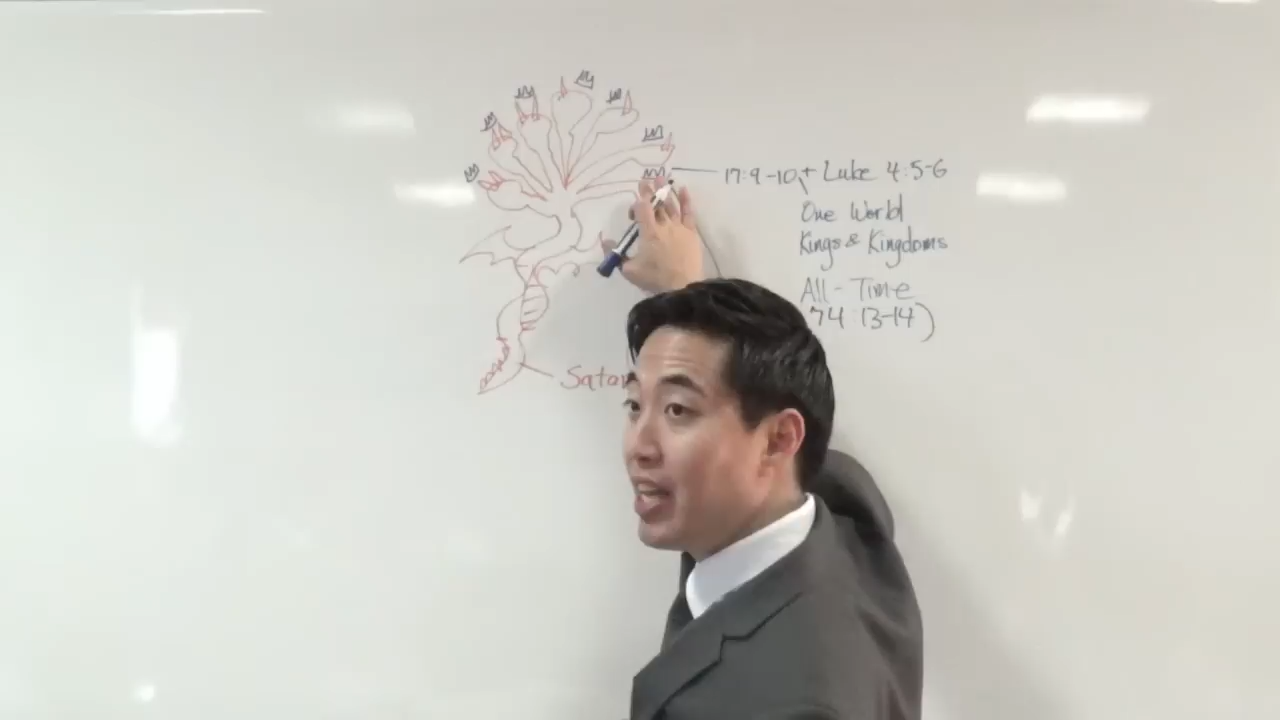 17:9-10, + Luke 4:5-6
One World
Kings & Kingdoms
All-Time
74:13-14)
Satan